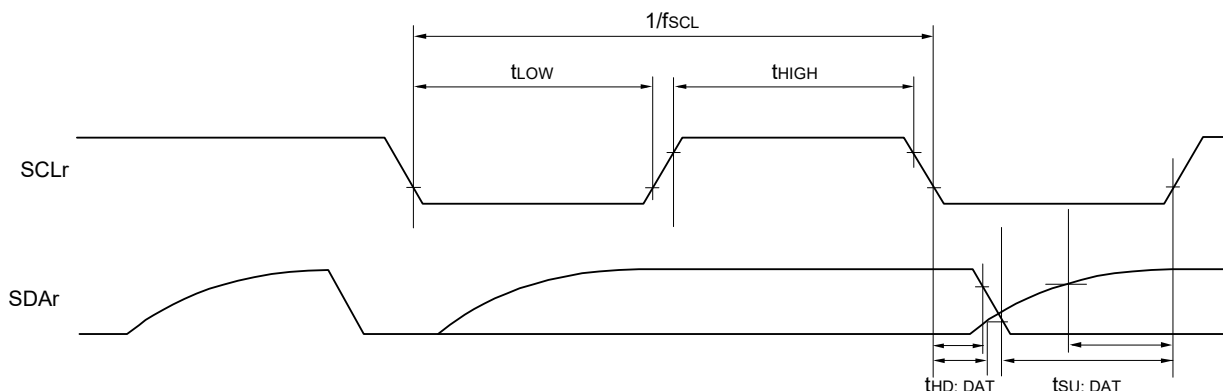 1/fSCL
tLOW
tHIGH
SCLr
SDAr
tHD: DAT
tSU: DAT